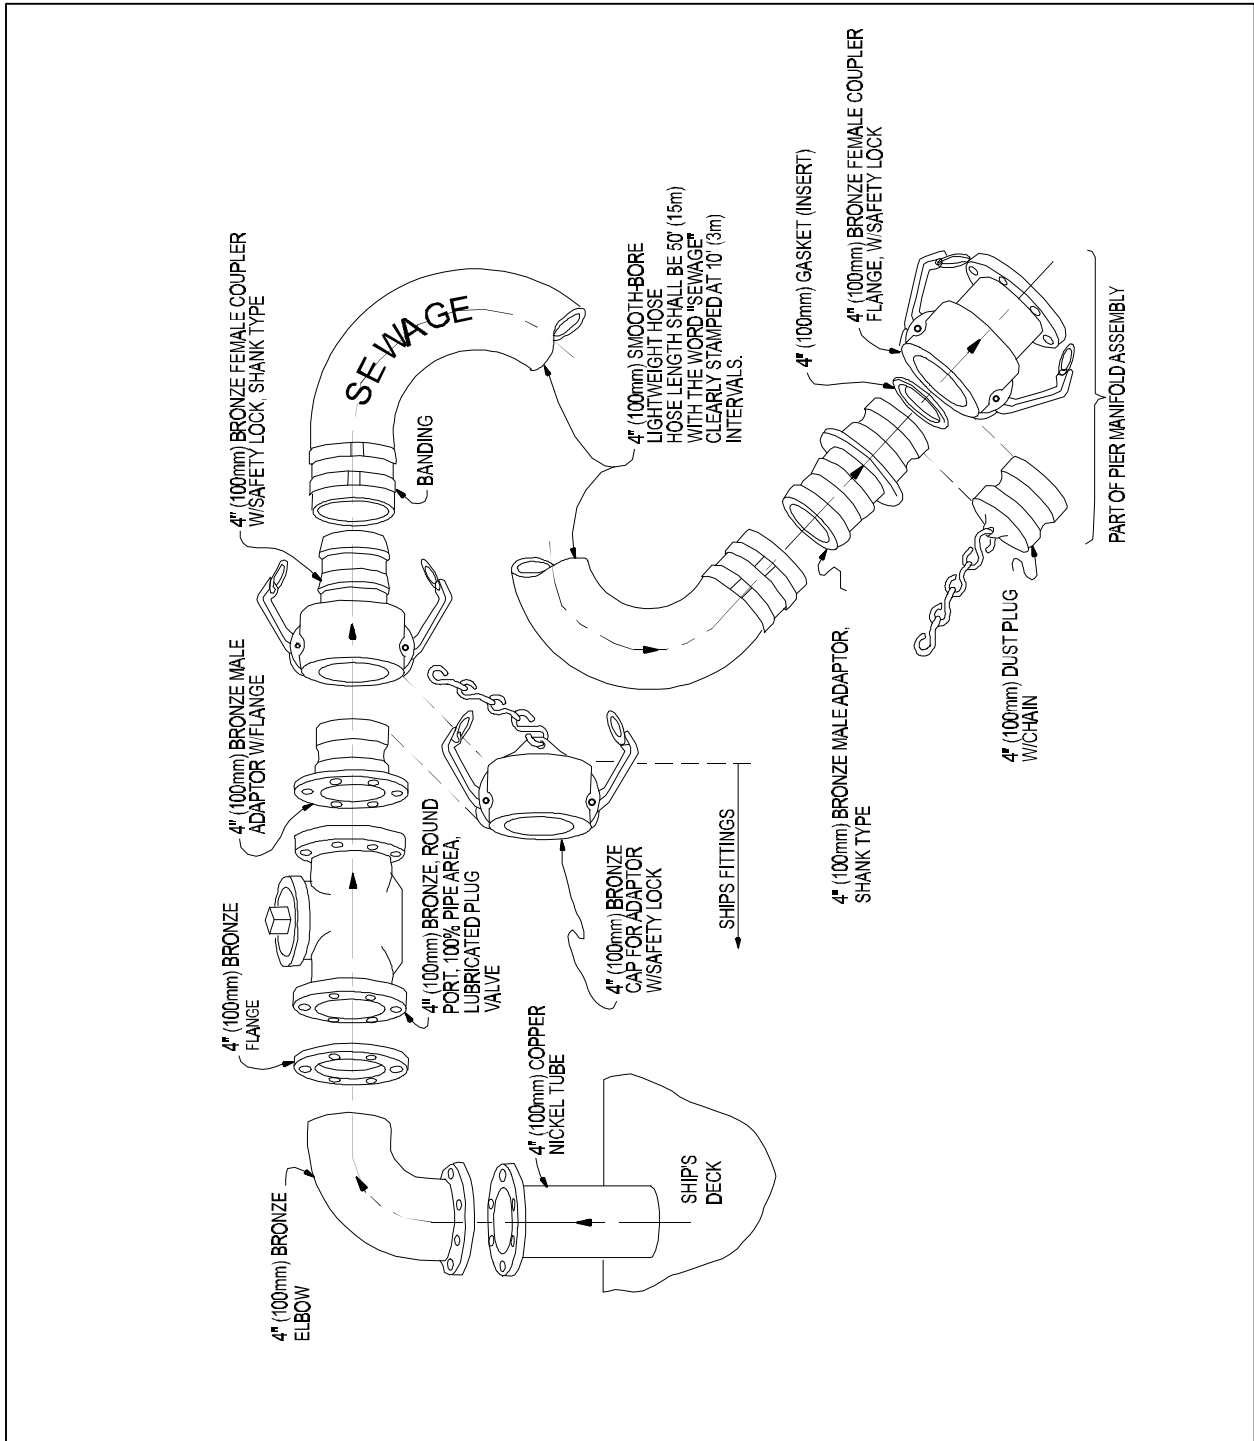 4" (100mm) BRONZE
ELBOW
4" (100mm) BRONZE
FLANGE
4" (100mm) BRONZE MALE
ADAPTOR W/FLANGE
4" (100mm) BRONZE FEMALE COUPLER
W/SAFETY LOCK, SHANK TYPE
SEWAGE
BANDING
4" (100mm) BRONZE, ROUND
PORT, 100% PIPE AREA,
LUBRICATED PLUG
VALVE
4" (100mm) COPPER
NICKEL TUBE
SHIP'S
DECK
4" (100mm) BRONZE
CAP FOR ADAPTOR
W/SAFETY LOCK
SHIPS FITTINGS
4" (100mm) SMOOTH-BORE
LIGHTWEIGHT HOSE
HOSE LENGTH SHALL BE 50' (15m)
WITH THE WORD "SEWAGE"
CLEARLY STAMPED AT 10' (3m)
INTERVALS.
4" (100mm) GASKET (INSERT)
4" (100mm) BRONZE FEMALE COUPLER
FLANGE, W/SAFETY LOCK
4" (100mm) BRONZE MALE ADAPTOR,
SHANK TYPE
4" (100mm) DUST PLUG
W/CHAIN
PART OF PIER MANIFOLD ASSEMBLY